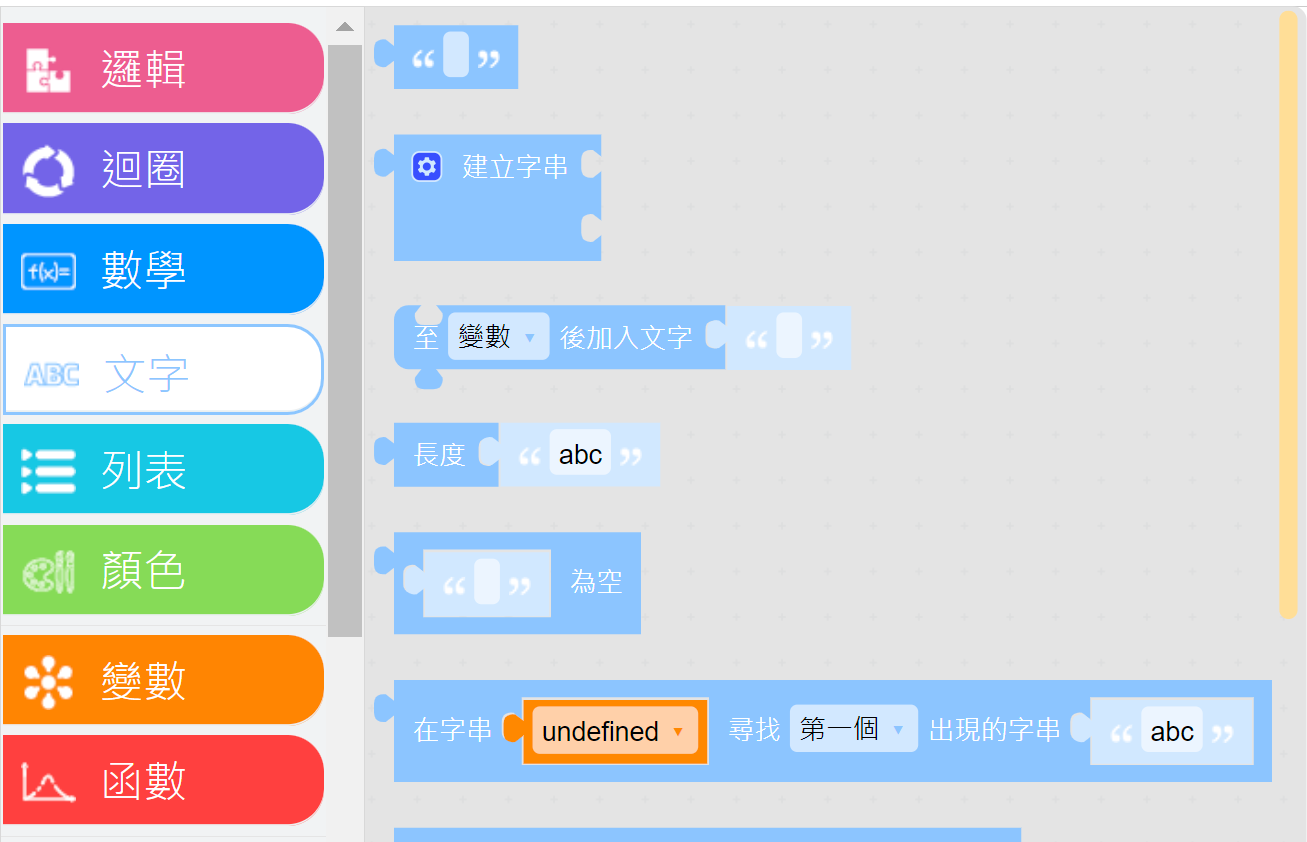 邏輯
迴圈
f(x)= 數學
ABC 文字
列表
顏色
變數
函數
“ ”
建立字串
至 變數 後加入文字 “ ”
長度 “ abc ”
“ ” 為空
在字串 undefined 尋找 第一個 出現的字串 “ abc ”